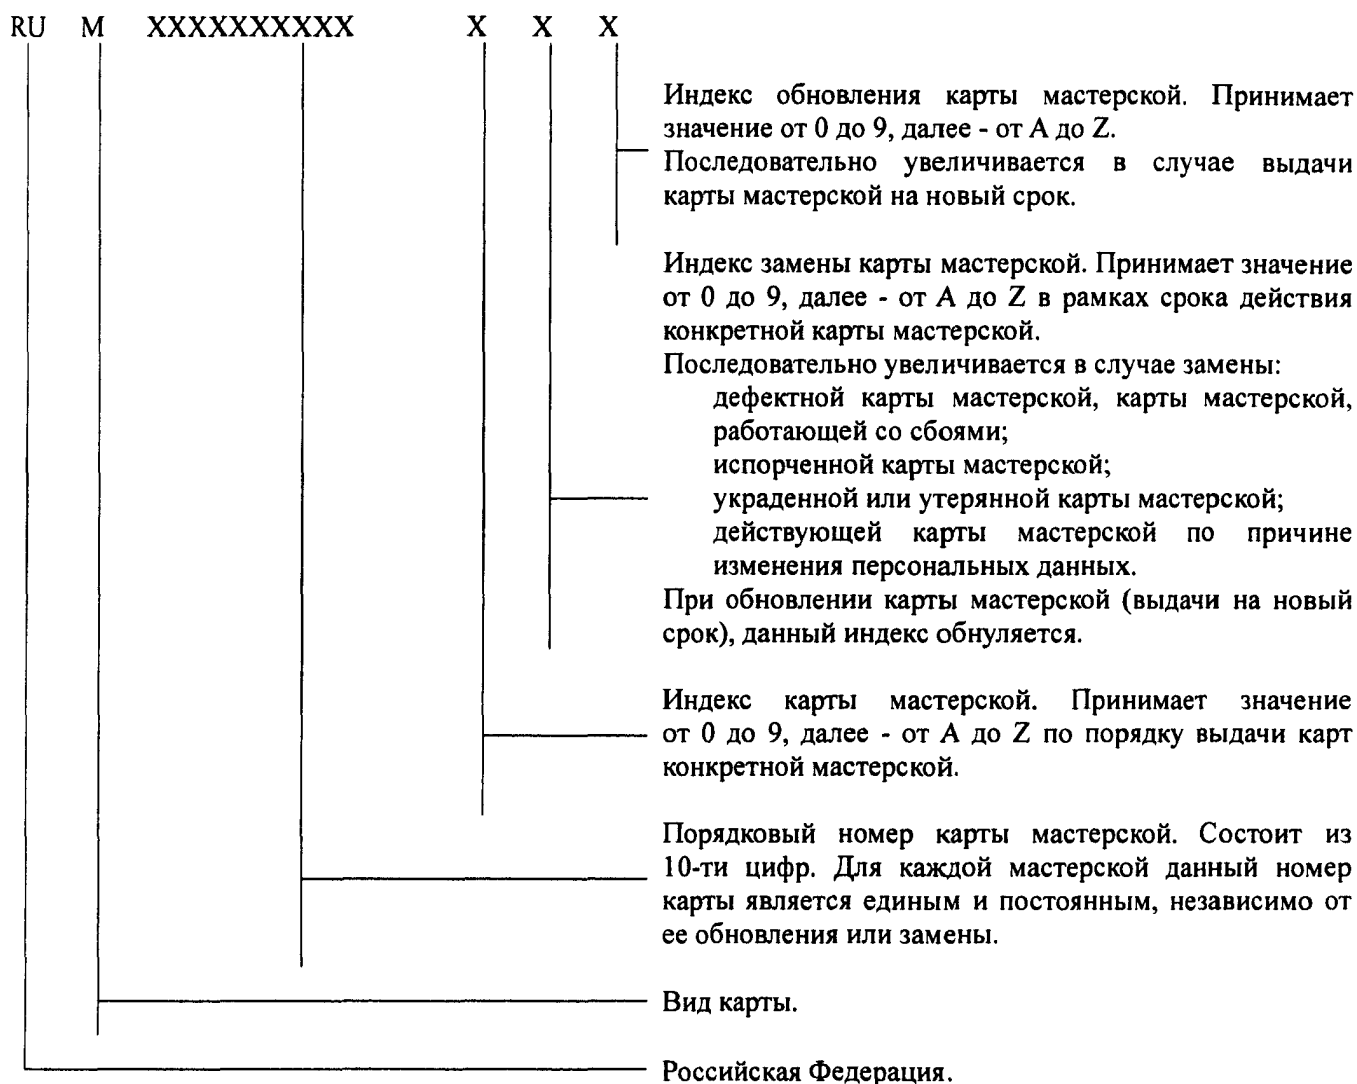 RU M XXXXXXXXXX X X X
Индекс обновления карты мастерской. Принимает
значение от 0 до 9, далее - от A до Z.
Последовательно увеличивается в случае выдачи
карты мастерской на новый срок.
Индекс замены карты мастерской. Принимает значение
от 0 до 9, далее - от A до Z в рамках срока действия
конкретной карты мастерской.
Последовательно увеличивается в случае замены:
дефектной карты мастерской, карты мастерской,
работающей со сбоями;
испорченной карты мастерской;
украденной или утерянной карты мастерской;
действующей карты мастерской по причине
изменения персональных данных.
При обновлении карты мастерской (выдачи на новый
срок), данный индекс обнуляется.
Индекс карты мастерской. Принимает значение
от 0 до 9, далее - от A до Z по порядку выдачи карт
конкретной мастерской.
Порядковый номер карты мастерской. Состоит из
10-ти цифр. Для каждой мастерской данный номер
карты является единым и постоянным, независимо от
ее обновления или замены.
Вид карты.
Российская Федерация.